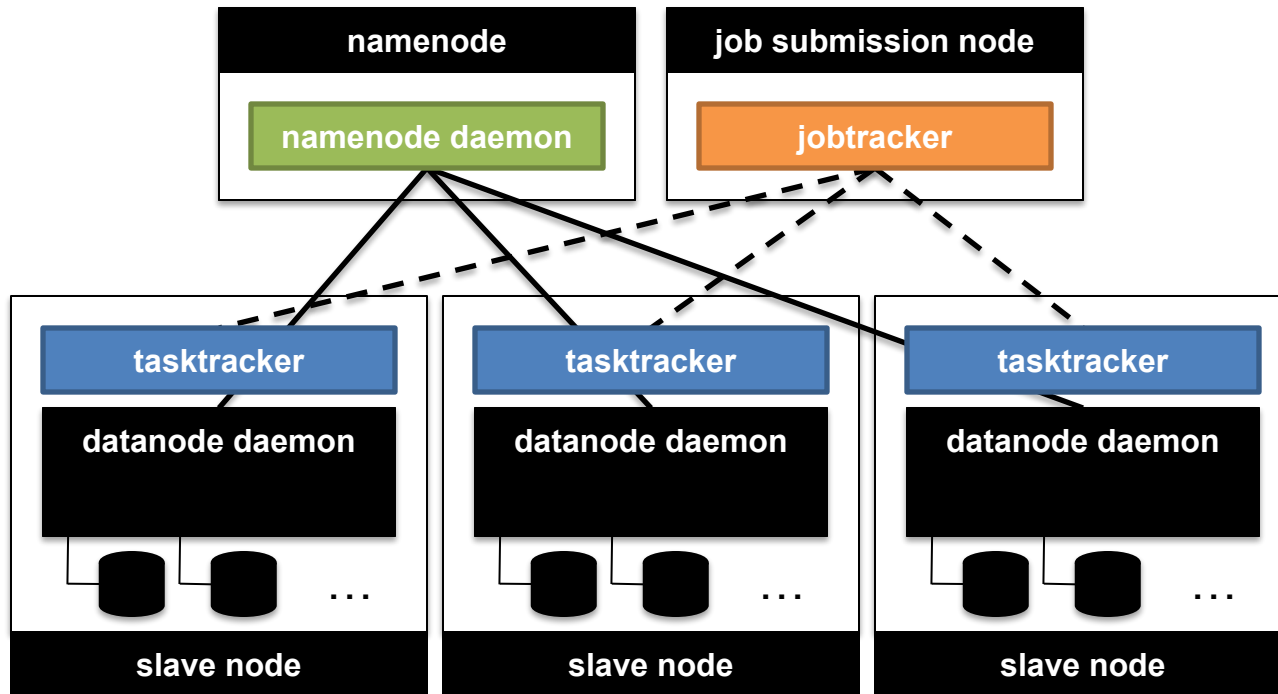 namenode
job submission node
namenode daemon
jobtracker
tasktracker
tasktracker
tasktracker
datanode daemon
datanode daemon
datanode daemon
...
...
...
slave node
slave node
slave node